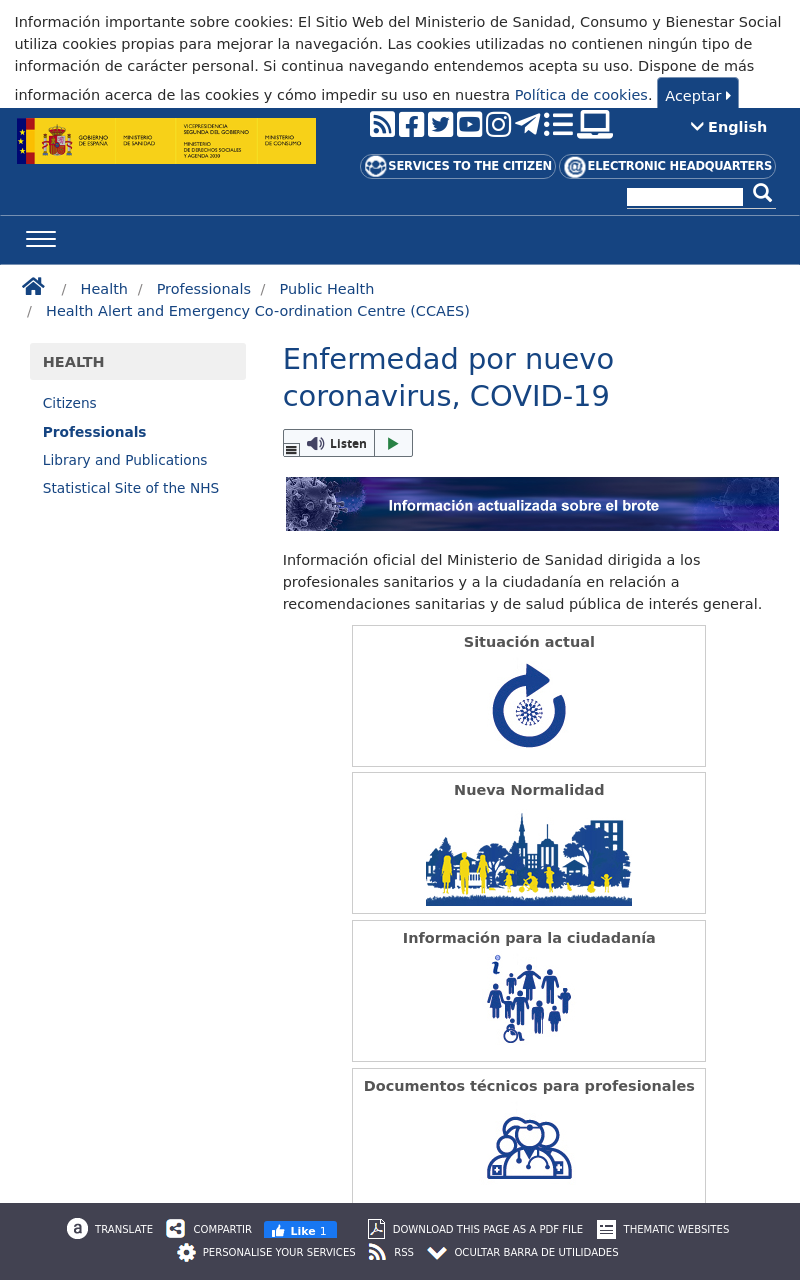 Información importante sobre cookies: El Sitio Web del Ministerio de Sanidad, Consumo y Bienestar Social
utiliza cookies propias para mejorar la navegación. Las cookies utilizadas no contienen ningún tipo de
información de carácter personal. Si continua navegando entendemos acepta su uso. Dispone de más
información acerca de las cookies y cómo impedir su uso en nuestra Política de cookies. Aceptar
GOBIERNO DE ESPAÑA
MINISTERIO DE SANIDAD
VICEPRESIDENCIA SEGUNDA DEL GOBIERNO
MINISTERIO DE DERECHOS SOCIALES Y AGENDA 2030
MINISTERIO DE CONSUMO
English
SERVICES TO THE CITIZEN
ELECTRONIC HEADQUARTERS
/ Health / Professionals / Public Health
/ Health Alert and Emergency Co-ordination Centre (CCAES)
HEALTH
Citizens
Professionals
Library and Publications
Statistical Site of the NHS
Enfermedad por nuevo
coronavirus, COVID-19
Listen
Información actualizada sobre el brote
Información oficial del Ministerio de Sanidad dirigida a los
profesionales sanitarios y a la ciudadanía en relación a
recomendaciones sanitarias y de salud pública de interés general.
Situación actual
Nueva Normalidad
Información para la ciudadanía
Documentos técnicos para profesionales
TRANSLATE COMPARTIR Like 1 DOWNLOAD THIS PAGE AS A PDF FILE THEMATIC WEBSITES
PERSONALISE YOUR SERVICES RSS OCULTAR BARRA DE UTILIDADES